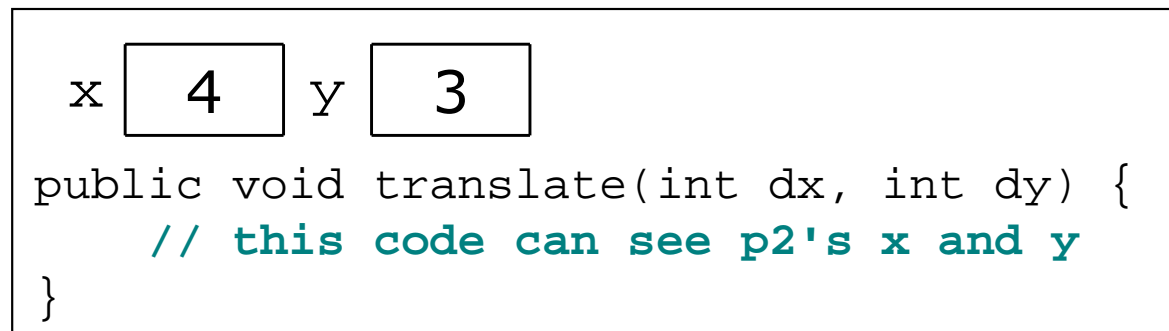 x 4 y 3
public void translate(int dx, int dy) {
// this code can see p2's x and y
}